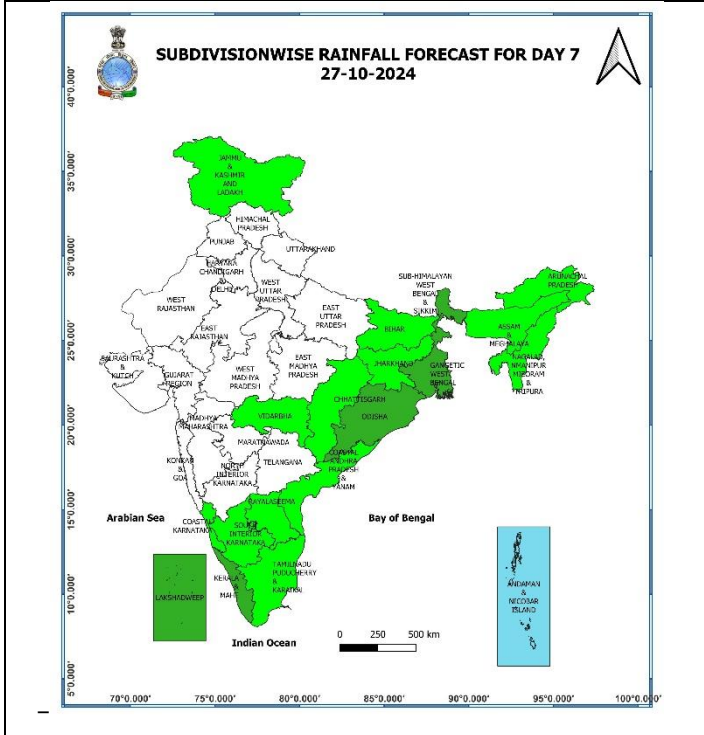 SUBDIVISIONWISE RAINFALL FORECAST FOR DAY 7
27-10-2024
40°0.000'
35°0.000'
30°0.000'
25°0.000'
20°0.000'
15°0.000'
10°0.000'
5°0.000'
JAMMU
&
KASHMIR
AND
LADAKH
HIMACHAL
PRADESH
PUNJAB
UTTARAKHAND
CHANDIGARH
&
DELHI
WEST
UTTAR
PRADESH
WEST
RAJASTHAN
EAST
RAJASTHAN
EAST
UTTAR
PRADESH
SUB-HIMALAYAN
WEST
BENGAL
&
SIKKIM
ARUNACHAL
PRADESH
ASSAM
&
MEGHALAYA
NAGALAND
MANIPUR
MIZORAM
&
TRIPURA
BIHAR
JHARKHAND
GANGETIC
WEST
BENGAL
SAURASHTRA
&
KUTCH
GUJARAT
REGION
WEST
MADHYA
PRADESH
EAST
MADHYA
PRADESH
CHHATTISGARH
ODISHA
VIDARBHA
MADHYA
MAHARASHTRA
MARATHWADA
KONKAN
&
GOA
NORTH
INTERIOR
KARNATAKA
TELANGANA
COASTAL
ANDHRA
PRADESH
&
YANAM
RAYALASEEMA
COASTAL
KARNATAKA
SOUTH
INTERIOR
KARNATAKA
Arabian Sea
Bay of Bengal
TAMILNADU
PUDUCHERRY
&
KARAIKAL
KERALA
&
MAHE
LAKSHADWEEP
ANDAMAN
&
NICOBAR
ISLAND
Indian Ocean
0 250 500 km
70°0.000' 75°0.000' 80°0.000' 85°0.000' 90°0.000' 95°0.000' 100°0.000'